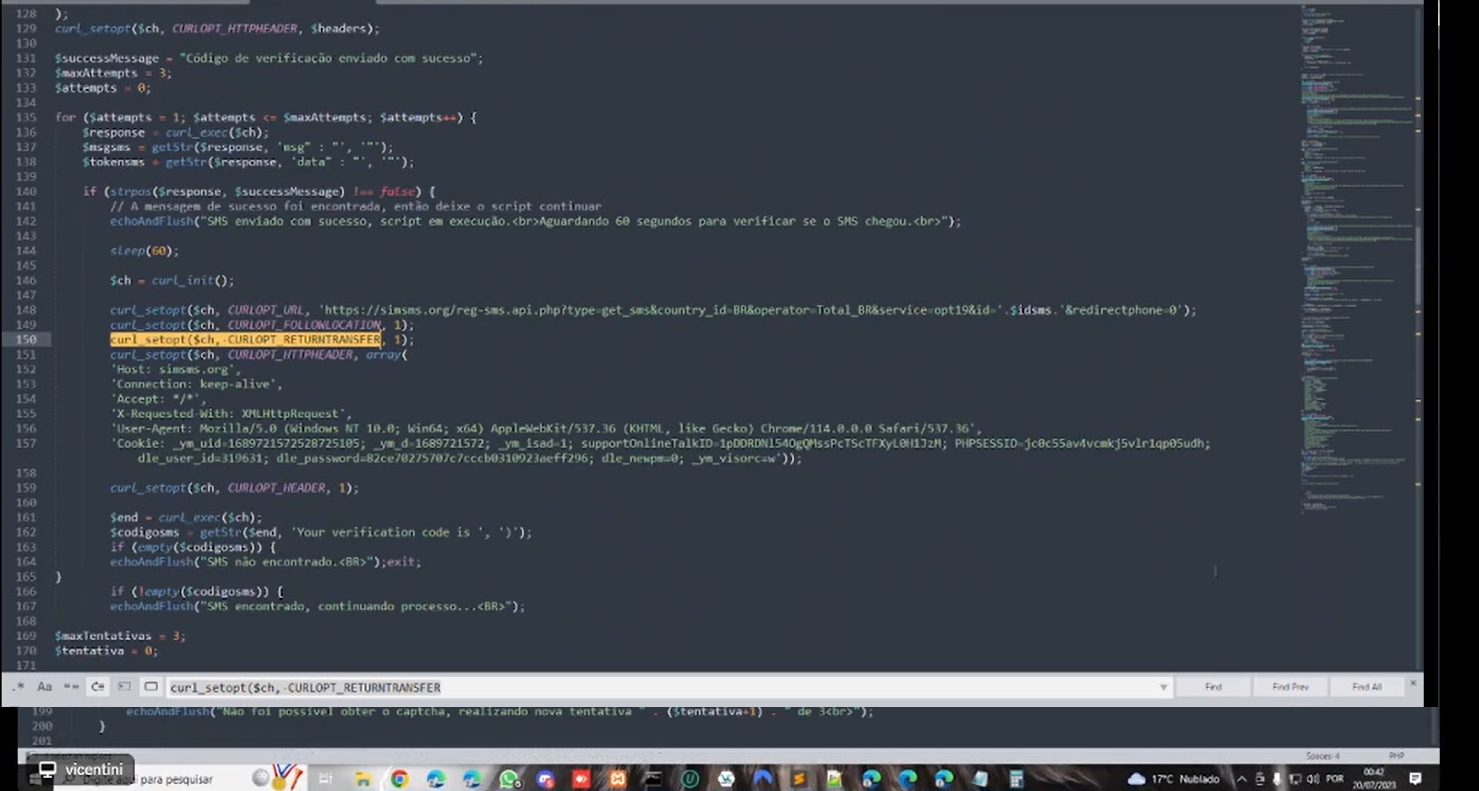 128 );
129 curl_setopt($ch, CURLOPT_HTTPHEADER, $headers);
130
131 $successMessage = "Código de verificação enviado com sucesso";
132 $maxAttempts = 3;
133 $attempts = 0;
134
135 for ($attempts = 1; $attempts <= $maxAttempts; $attempts++) {
136 $response = curl_exec($ch);
137 $msgsms = getStr($response, 'msg" : "', '"');
138 $tokensms = getStr($response, 'data" : "', '"');
139
140 if (strpos($response, $successMessage) !== false) {
141 // A mensagem de sucesso foi encontrada, então deixe o script continuar
142 echoAndFlush("SMS enviado com sucesso, script em execução.<br>Aguardando 60 segundos para verificar se o SMS chegou.<br>");
143
144 sleep(60);
145
146 $ch = curl_init();
147
148 curl_setopt($ch, CURLOPT_URL, 'https://simsms.org/reg-sms.api.php?type=get_sms&country_id=BR&operator=Total_BR&service=opt19&id='.$idsms.'&redirectphone=0');
149 curl_setopt($ch, CURLOPT_FOLLOWLOCATION, 1);
150 curl_setopt($ch, CURLOPT_RETURNTRANSFER, 1);
151 curl_setopt($ch, CURLOPT_HTTPHEADER, array(
152 'Host: simsms.org',
153 'Connection: keep-alive',
154 'Accept: */*',
155 'X-Requested-With: XMLHttpRequest',
156 'User-Agent: Mozilla/5.0 (Windows NT 10.0; Win64; x64) AppleWebKit/537.36 (KHTML, like Gecko) Chrome/114.0.0.0 Safari/537.36',
157 'Cookie: _ym_uid=1689721572528725105; _ym_d=1689721572; _ym_isad=1; supportOnlineTalkID=1pDDRDNl54OgQMssPcTScTFXyL0H1JzM; PHPSESSID=jc0c55av4vcmkj5vlr1qp05udh;
dle_user_id=319631; dle_password=82ce70275707c7cccb0310923aeff296; dle_newpm=0; _ym_visorc=w'));
158
159 curl_setopt($ch, CURLOPT_HEADER, 1);
160
161 $end = curl_exec($ch);
162 $codigosms = getStr($end, 'Your verification code is ', ')');
163 if (empty($codigosms)) {
164 echoAndFlush("SMS não encontrado.<BR>");exit;
165 }
166 if (!empty($codigosms)) {
167 echoAndFlush("SMS encontrado, continuando processo...<BR>");
168
169 $maxTentativas = 3;
170 $tentativa = 0;
171
.* Aa "" curl_setopt($ch, CURLOPT_RETURNTRANSFER Find Find Prev Find All
199 echoAndFlush("Não foi possível obter o captcha, realizando nova tentativa " . ($tentativa+1) . " de 3<br>");
200 }
201
Spaces: 4 PHP
vicentini
aqui para pesquisar
17°C Nublado
POR
00:42
20/07/2023